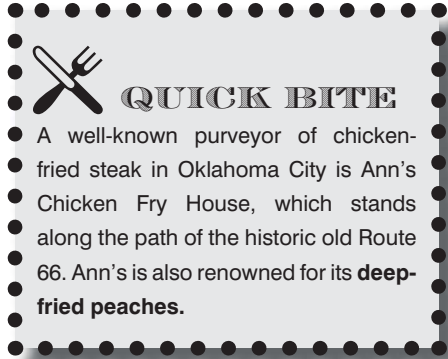 QUICK BITE
A well-known purveyor of chicken-
fried steak in Oklahoma City is Ann's
Chicken Fry House, which stands
along the path of the historic old Route
66. Ann's is also renowned for its deep-
fried peaches.